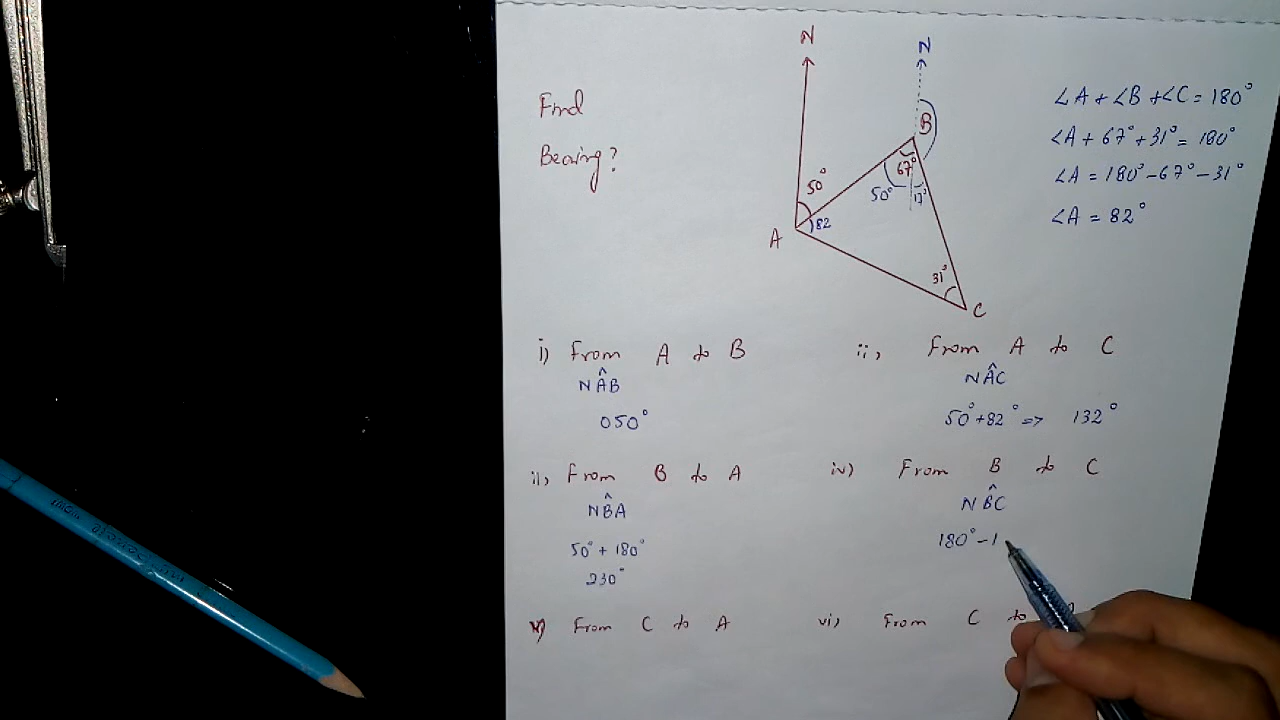 N
N
Find
Bearing?
B
67°
50°
50°
17°
82
A
31°
C
∠A + ∠B + ∠C = 180°
∠A + 67° + 31° = 180°
∠A = 180° - 67° - 31°
∠A = 82°
i) From A to B
NÂB
050°
ii, From A to C
NÂC
50° + 82° => 132°
ii, From B to A
NB̂A
50° + 180°
230°
iv) From B to C
NB̂C
180° - 1
v) From C to A
vi, From C to